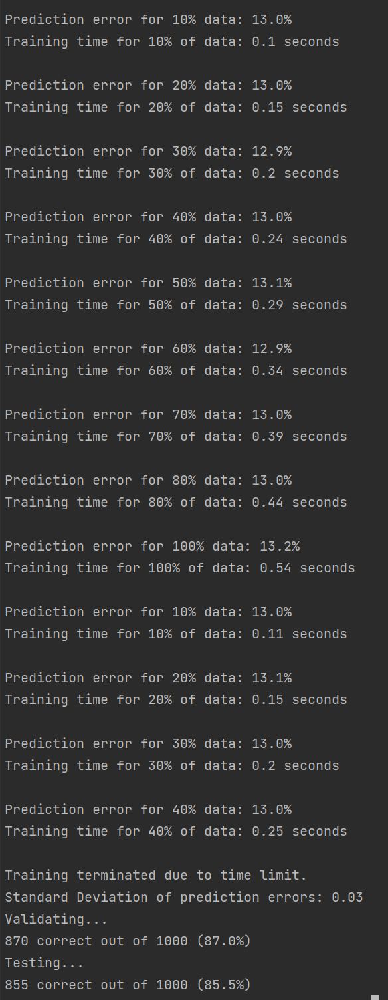 Prediction error for 10% data: 13.0%
Training time for 10% of data: 0.1 seconds
Prediction error for 20% data: 13.0%
Training time for 20% of data: 0.15 seconds
Prediction error for 30% data: 12.9%
Training time for 30% of data: 0.2 seconds
Prediction error for 40% data: 13.0%
Training time for 40% of data: 0.24 seconds
Prediction error for 50% data: 13.1%
Training time for 50% of data: 0.29 seconds
Prediction error for 60% data: 12.9%
Training time for 60% of data: 0.34 seconds
Prediction error for 70% data: 13.0%
Training time for 70% of data: 0.39 seconds
Prediction error for 80% data: 13.0%
Training time for 80% of data: 0.44 seconds
Prediction error for 100% data: 13.2%
Training time for 100% of data: 0.54 seconds
Prediction error for 10% data: 13.0%
Training time for 10% of data: 0.11 seconds
Prediction error for 20% data: 13.1%
Training time for 20% of data: 0.15 seconds
Prediction error for 30% data: 13.0%
Training time for 30% of data: 0.2 seconds
Prediction error for 40% data: 13.0%
Training time for 40% of data: 0.25 seconds
Training terminated due to time limit.
Standard Deviation of prediction errors: 0.03
Validating...
870 correct out of 1000 (87.0%)
Testing...
855 correct out of 1000 (85.5%)